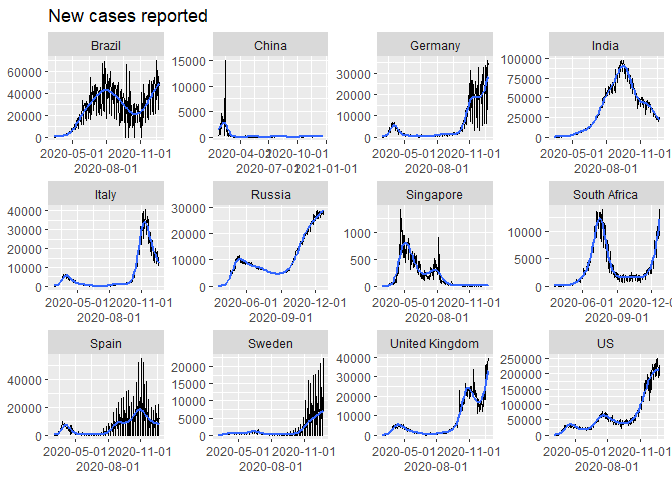 New cases reported
Brazil China Germany India
60000 40000 20000 0
15000 10000 5000 0
30000 20000 10000 0
100000 75000 50000 25000 0
2020-05-01 2020-11-01 2020-04-01 2020-10-01 2020-05-01 2020-11-01 2020-05-01 2020-11-01
2020-08-01 2020-07-01 2021-01-01 2020-08-01 2020-08-01
Italy Russia Singapore South Africa
40000 30000 20000 10000 0
30000 20000 10000 0
1000 500 0
10000 5000 0
2020-05-01 2020-11-01 2020-06-01 2020-12-01 2020-05-01 2020-11-01 2020-06-01 2020-12-0
2020-08-01 2020-09-01 2020-08-01 2020-09-01
Spain Sweden United Kingdom US
40000 20000 0
20000 15000 10000 5000 0
40000 30000 20000 10000 0
250000 200000 150000 100000 50000 0
2020-05-01 2020-11-01 2020-05-01 2020-11-01 2020-05-01 2020-11-01 2020-05-01 2020-11-01
2020-08-01 2020-08-01 2020-08-01 2020-08-01